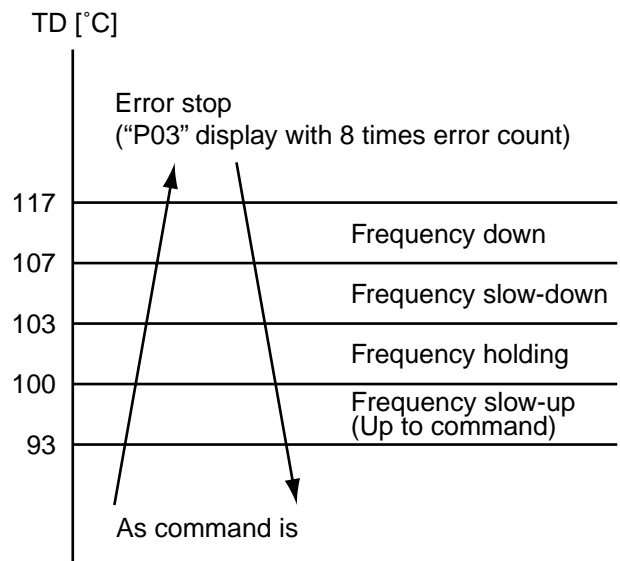 TD [˚C]
Error stop
(“P03” display with 8 times error count)
117
Frequency down
107
Frequency slow-down
103
Frequency holding
100
Frequency slow-up
(Up to command)
93
As command is